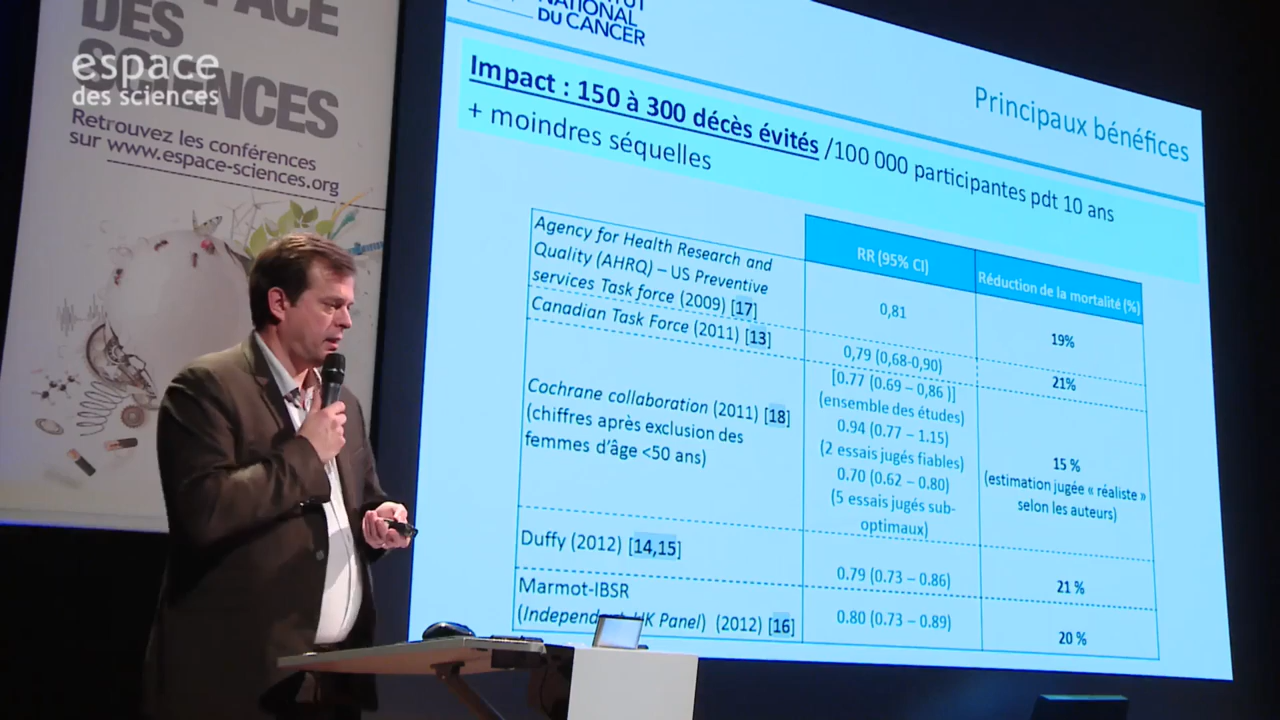 PACE
DES
SCIENCES
espace
des sciences
Retrouvez les conférences
sur www.espace-sciences.org
NATIONAL
DU CANCER
Principaux bénéfices
Impact : 150 à 300 décès évités /100 000 participantes pdt 10 ans
+ moindres séquelles
RR (95% CI)
Réduction de la mortalité (%)
Agency for Health Research and
Quality (AHRQ) – US Preventive
services Task force (2009) [17]
0,81
19%
Canadian Task Force (2011) [13]
0,79 (0,68-0,90)
21%
Cochrane collaboration (2011) [18]
(chiffres après exclusion des
femmes d'âge <50 ans)
[0.77 (0.69 – 0,86 )]
(ensemble des études)
0.94 (0.77 – 1.15)
(2 essais jugés fiables)
0.70 (0.62 – 0.80)
(5 essais jugés sub-
optimaux)
15 %
(estimation jugée « réaliste »
selon les auteurs)
Duffy (2012) [14,15]
0.79 (0.73 – 0.86)
21 %
Marmot-IBSR
(Independ UK Panel) (2012) [16]
0.80 (0.73 – 0.89)
20 %